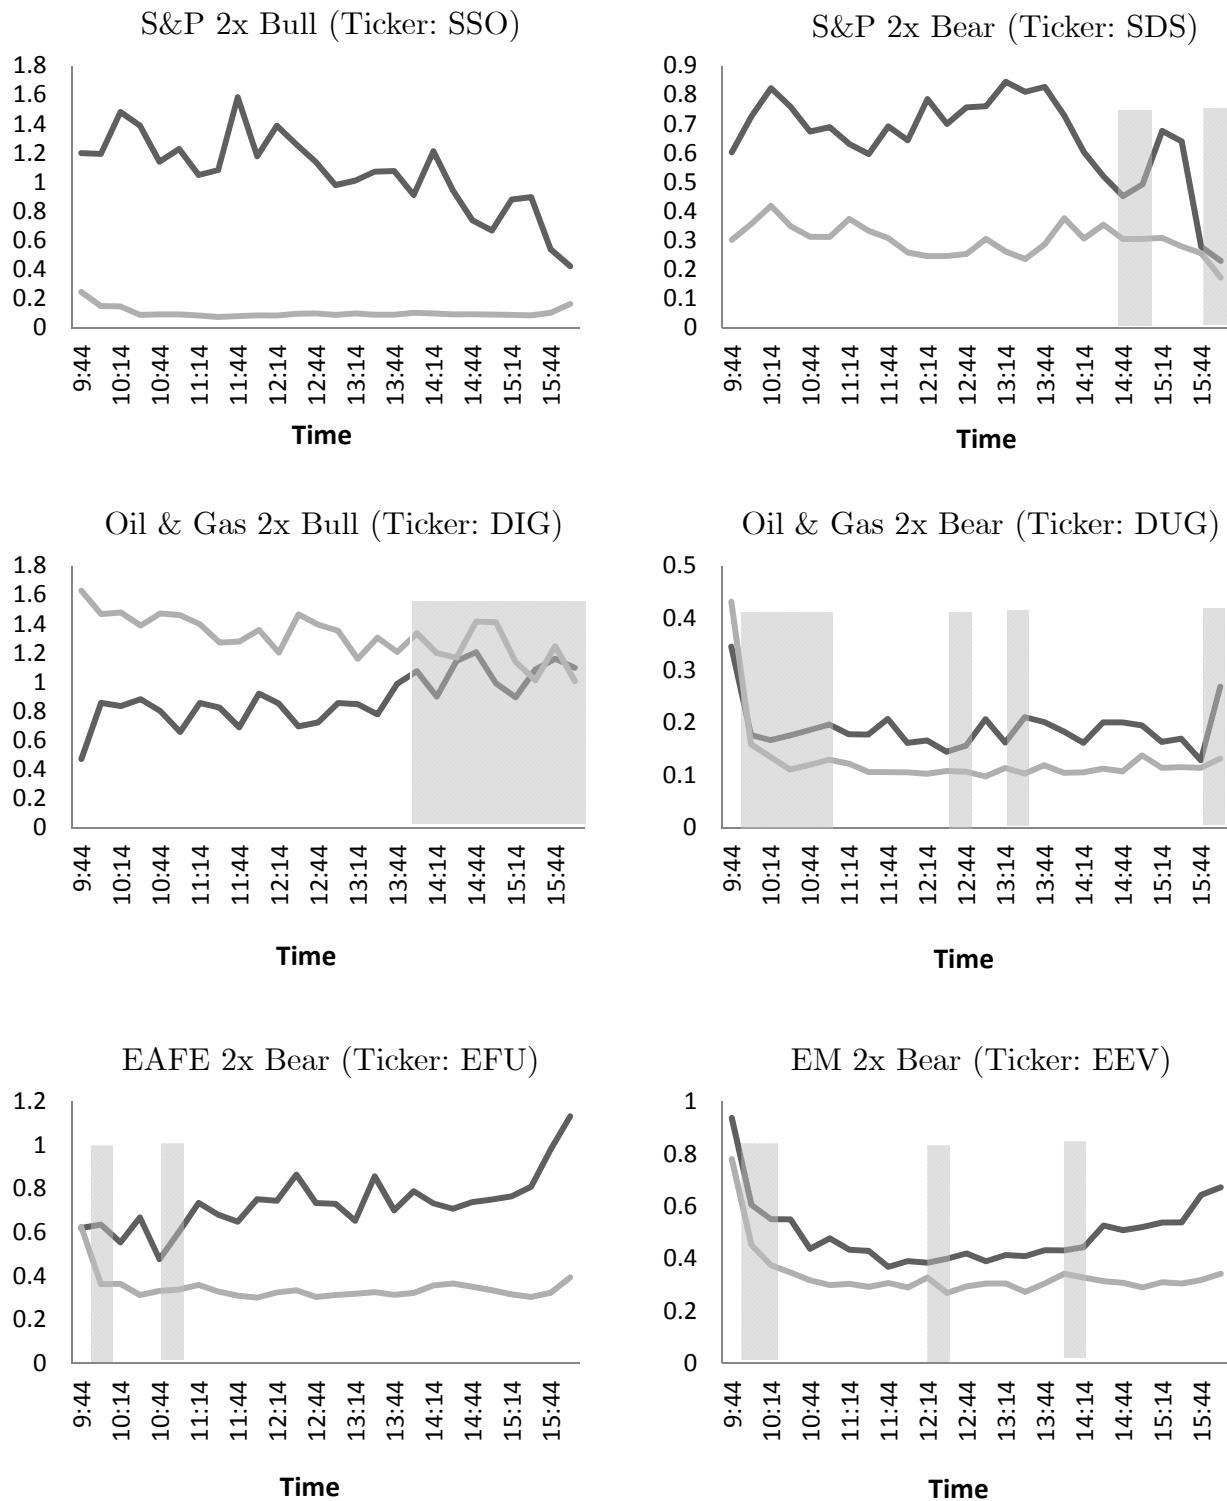 S&P 2x Bull (Ticker: SSO)
1.8
1.6
1.4
1.2
1
0.8
0.6
0.4
0.2
0
9:44 10:14 10:44 11:14 11:44 12:14 12:44 13:14 13:44 14:14 14:44 15:14 15:44
Time
S&P 2x Bear (Ticker: SDS)
0.9
0.8
0.7
0.6
0.5
0.4
0.3
0.2
0.1
0
9:44 10:14 10:44 11:14 11:44 12:14 12:44 13:14 13:44 14:14 14:44 15:14 15:44
Time
Oil & Gas 2x Bull (Ticker: DIG)
1.8
1.6
1.4
1.2
1
0.8
0.6
0.4
0.2
0
9:44 10:14 10:44 11:14 11:44 12:14 12:44 13:14 13:44 14:14 14:44 15:14 15:44
Time
Oil & Gas 2x Bear (Ticker: DUG)
0.5
0.4
0.3
0.2
0.1
0
9:44 10:14 10:44 11:14 11:44 12:14 12:44 13:14 13:44 14:14 14:44 15:14 15:44
Time
EAFE 2x Bear (Ticker: EFU)
1.2
1
0.8
0.6
0.4
0.2
0
9:44 10:14 10:44 11:14 11:44 12:14 12:44 13:14 13:44 14:14 14:44 15:14 15:44
Time
EM 2x Bear (Ticker: EEV)
1
0.8
0.6
0.4
0.2
0
9:44 10:14 10:44 11:14 11:44 12:14 12:44 13:14 13:44 14:14 14:44 15:14 15:44
Time